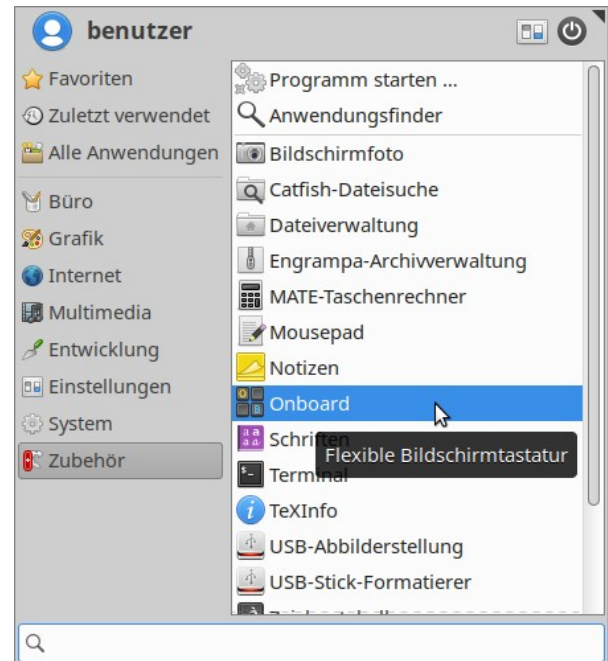 benutzer
Favoriten
Zuletzt verwendet
Alle Anwendungen
Büro
Grafik
Internet
Multimedia
Entwicklung
Einstellungen
System
Zubehör
Programm starten ...
Anwendungsfinder
Bildschirmfoto
Catfish-Dateisuche
Dateiverwaltung
Engrampa-Archivverwaltung
MATE-Taschenrechner
Mousepad
Notizen
Onboard
Schriften
Flexible Bildschirmtastatur
Terminal
TeXInfo
USB-Abbilderstellung
USB-Stick-Formatierer